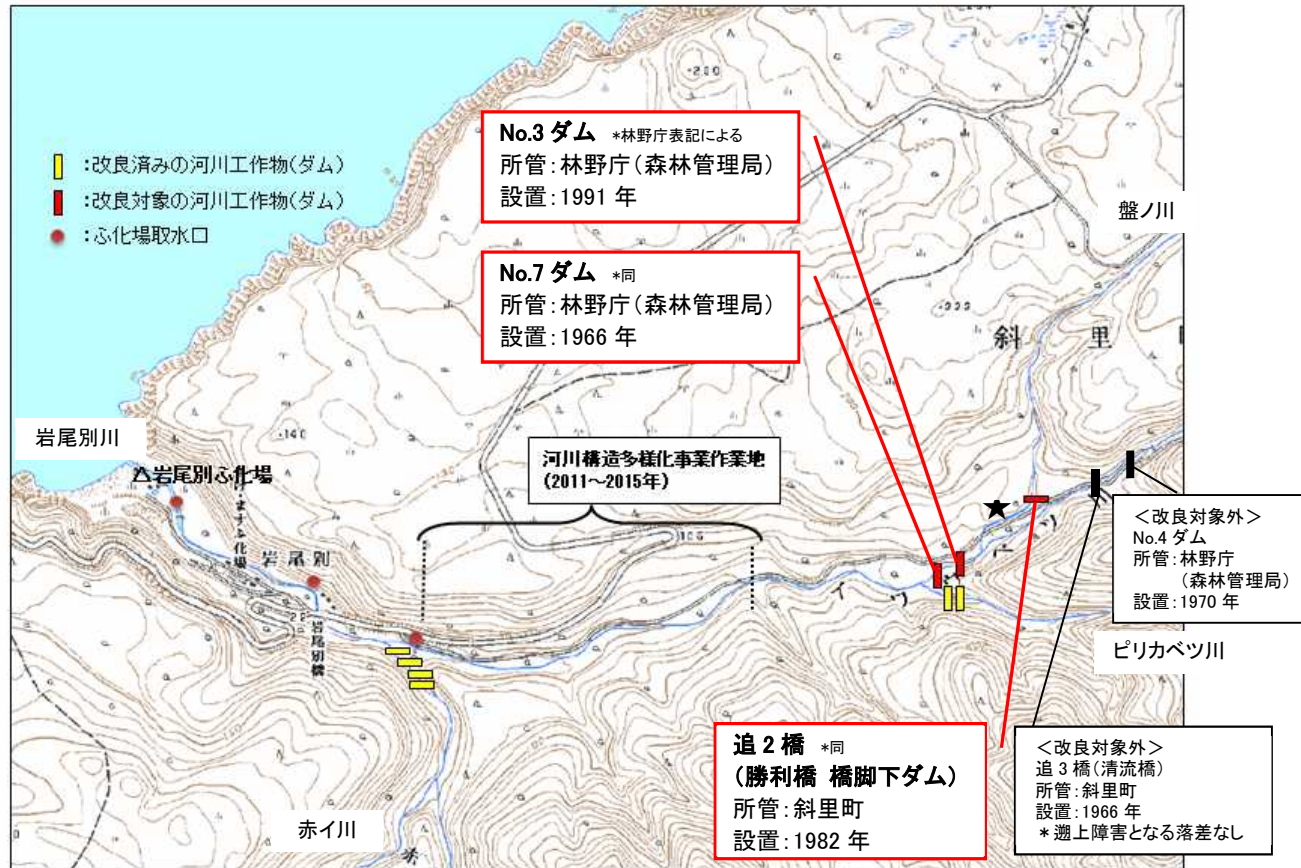 :改良済みの河川工作物(ダム)
:改良対象の河川工作物(ダム)
:ふ化場取水口
No.3 ダム *林野庁表記による
所管:林野庁(森林管理局)
設置:1991 年
No.7 ダム *同
所管:林野庁(森林管理局)
設置:1966 年
盤ノ川
斜里
岩尾別川
岩尾別ふ化場
140
河川構造多様化事業作業地
(2011~2015年)
岩尾別
岩尾別橋
<改良対象外>
No.4 ダム
所管:林野庁
(森林管理局)
設置:1970 年
ピリカベツ川
追 2 橋 *同
(勝利橋 橋脚下ダム)
所管:斜里町
設置:1982 年
<改良対象外>
追 3 橋(清流橋)
所管:斜里町
設置:1966 年
*遡上障害となる落差なし
赤イ川